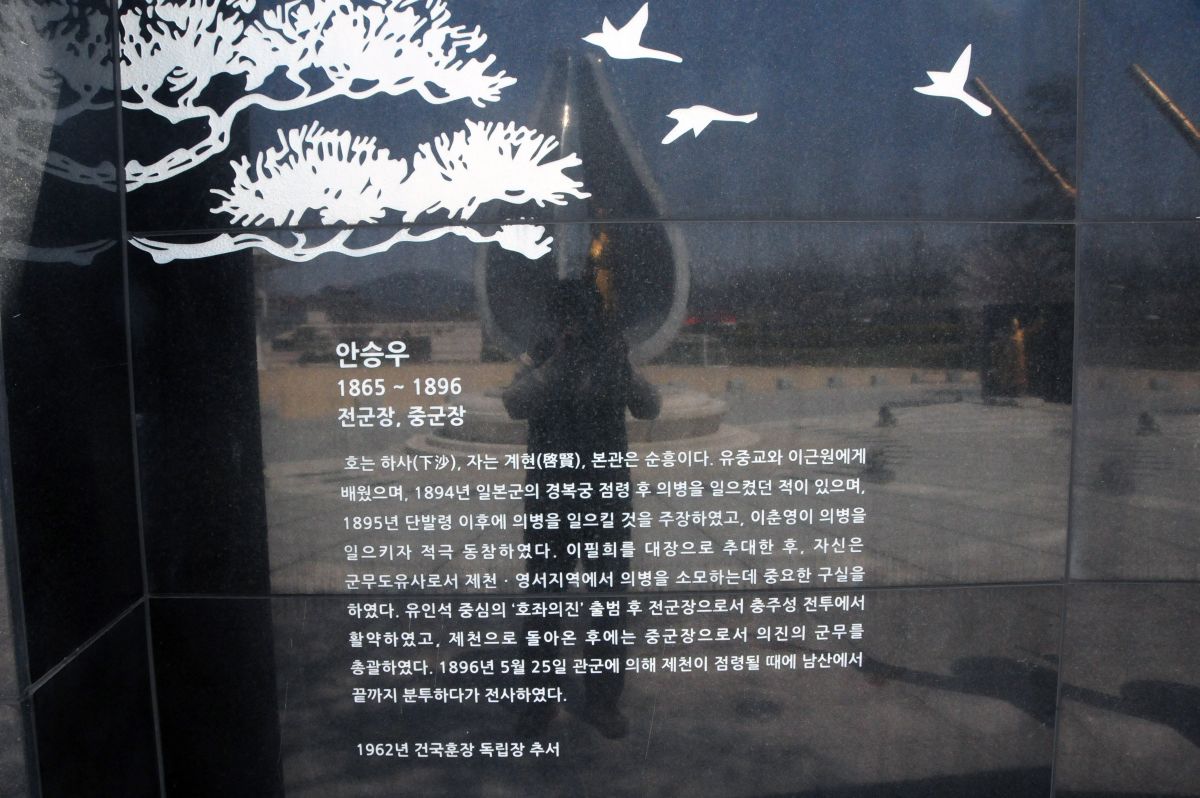 안승우
1865 ~ 1896
전군장, 중군장
호는 하사(下沙), 자는 계현(啓賢), 본관은 순흥이다. 유중교와 이근원에게
배웠으며, 1894년 일본군의 경복궁 점령 후 의병을 일으켰던 적이 있으며,
1895년 단발령 이후에 의병을 일으킬 것을 주장하였고, 이춘영이 의병을
일으키자 적극 동참하였다. 이필희를 대장으로 추대한 후, 자신은
군무도유사로서 제천 · 영서지역에서 의병을 소모하는데 중요한 구실을
하였다. 유인석 중심의 ‘호좌의진’ 출범 후 전군장으로서 충주성 전투에서
활약하였고, 제천으로 돌아온 후에는 중군장으로서 의진의 군무를
총괄하였다. 1896년 5월 25일 관군에 의해 제천이 점령될 때에 남산에서
끝까지 분투하다가 전사하였다.
1962년 건국훈장 독립장 추서